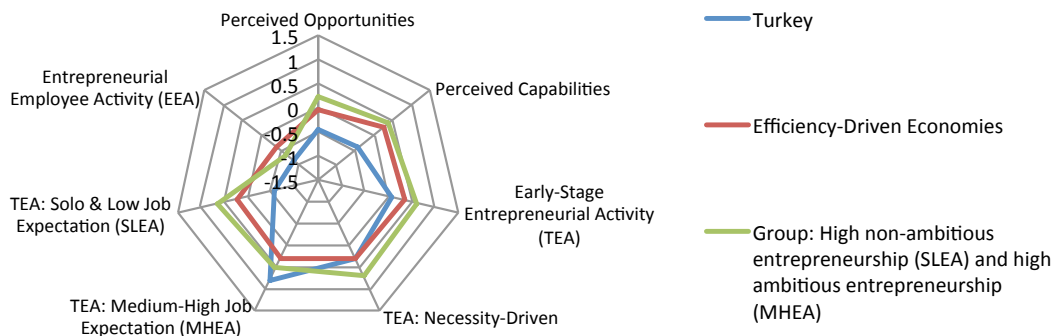 Perceived Opportunities
1.5
1
0.5
0
-0.5
-1
-1.5
Perceived Capabilities
Early-Stage
Entrepreneurial Activity
(TEA)
TEA: Necessity-Driven
TEA: Medium-High Job
Expectation (MHEA)
TEA: Solo & Low Job
Expectation (SLEA)
Entrepreneurial
Employee Activity (EEA)
Turkey
Efficiency-Driven Economies
Group: High non-ambitious
entrepreneurship (SLEA) and high
ambitious entrepreneurship
(MHEA)